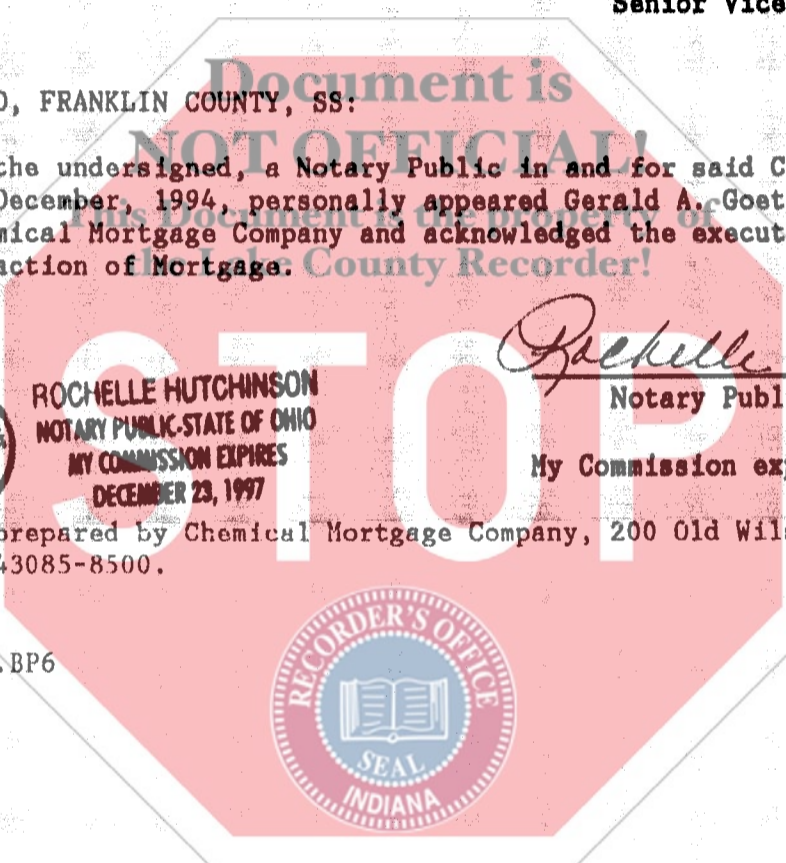 Senior Vice
Document is
O, FRANKLIN COUNTY, SS:
NOT OFFICIAL!
the undersigned, a Notary Public in and for said C
December, 1994, personally appeared Gerald A. Goet
This Document is the property of
mical Mortgage Company and acknowledged the execut
the Lake County Recorder!
action of Mortgage.
STOP
Rochelle
ROCHELLE HUTCHINSON
NOTARY PUBLIC-STATE OF OHIO
MY COMMISSION EXPIRES
DECEMBER 23, 1997
Notary Publ
My Commission exp
prepared by Chemical Mortgage Company, 200 Old Wils
43085-8500.
.BP6
RECORDER'S OFFICE
SEAL
INDIANA